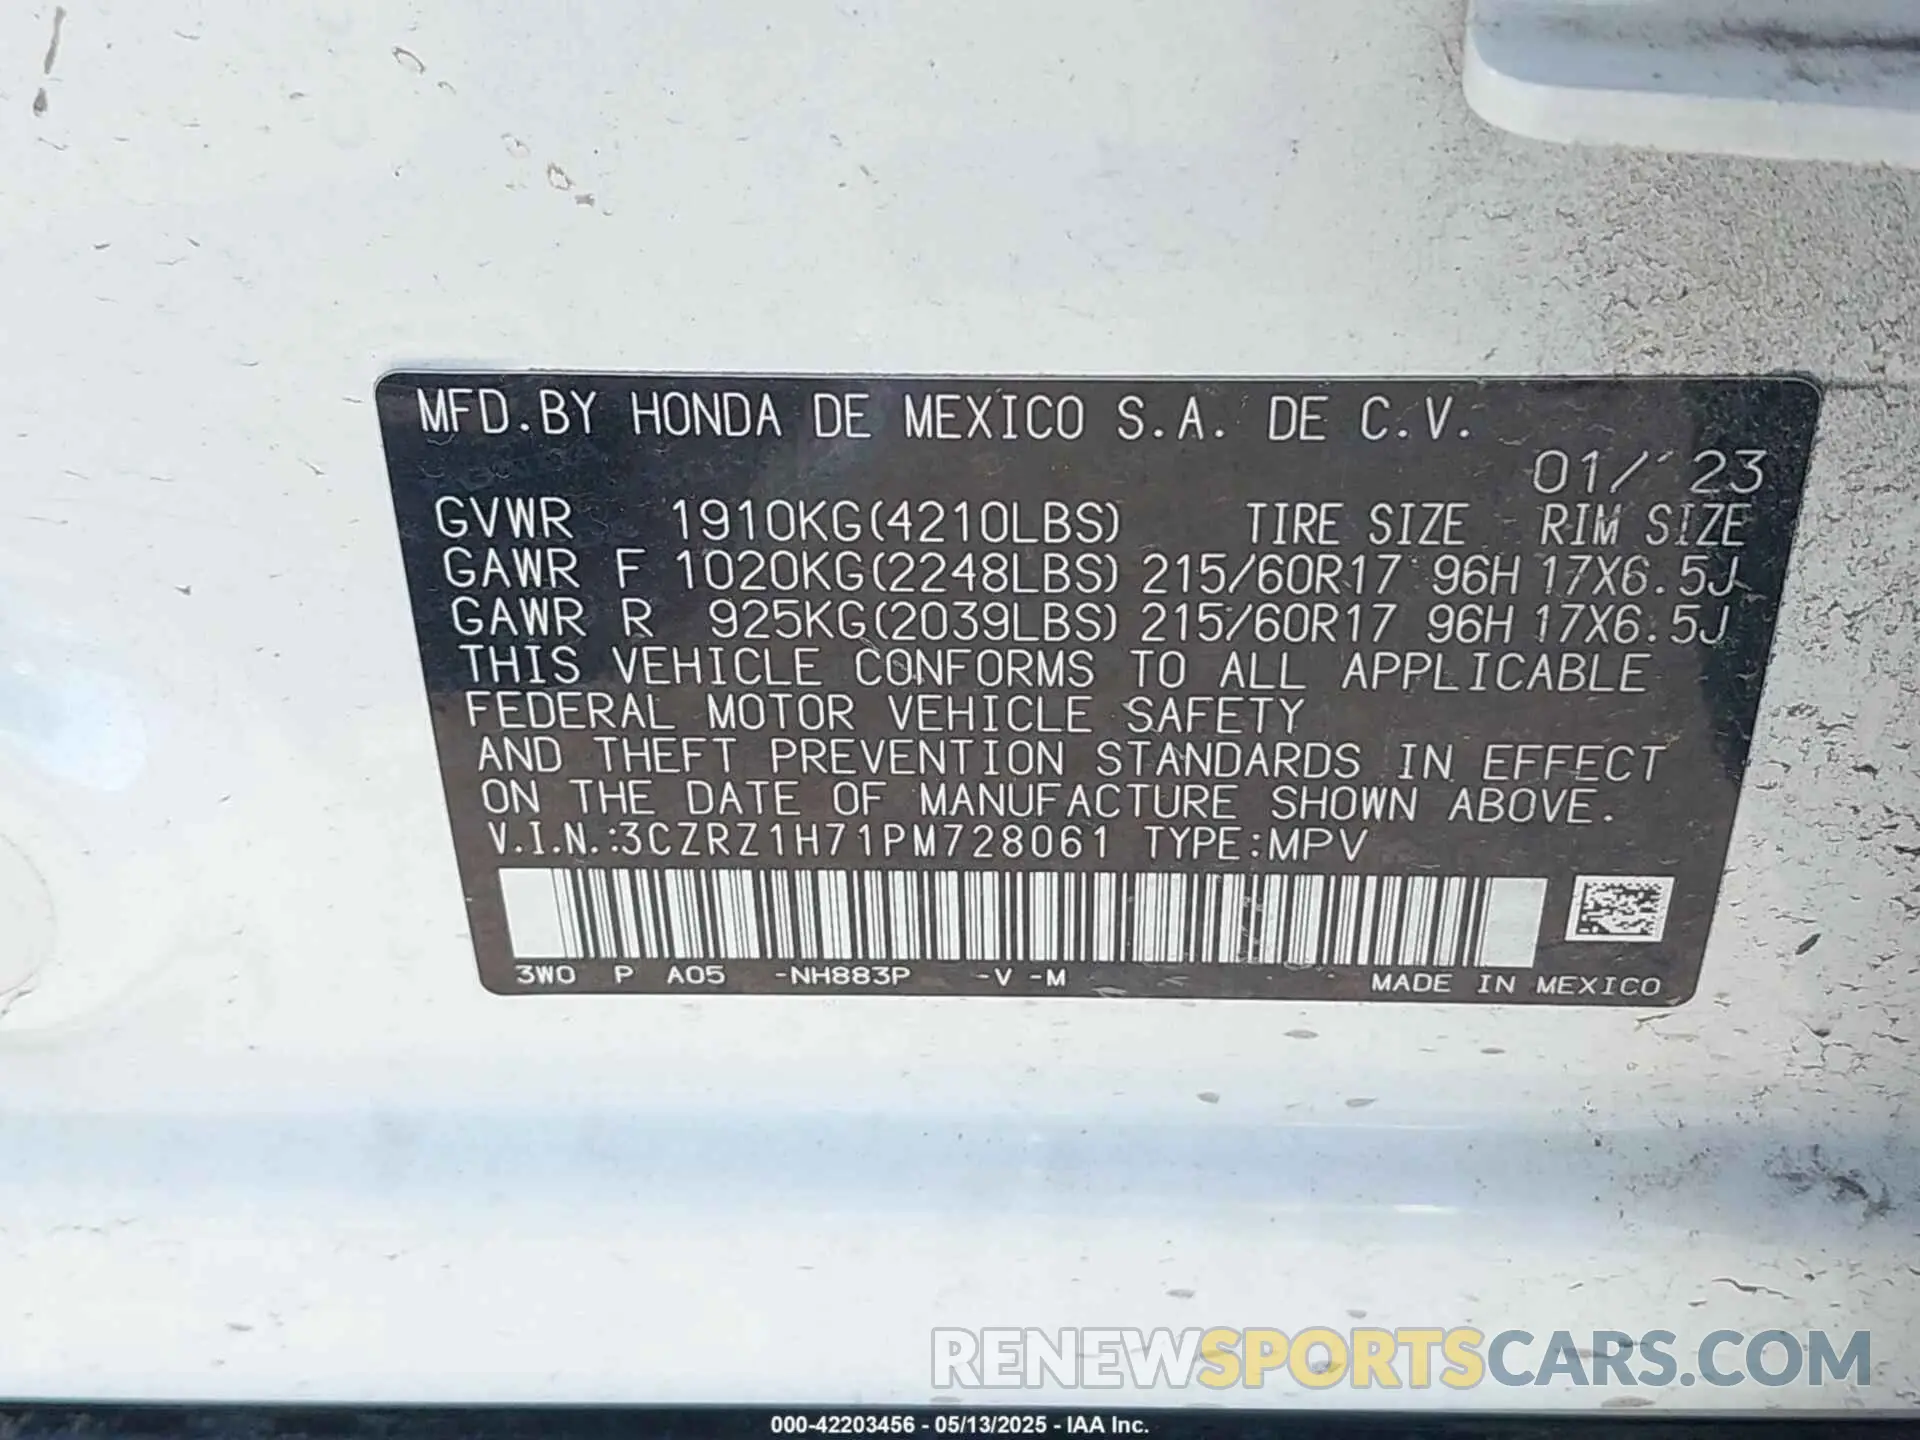 MFD.BY HONDA DE MEXICO S.A. DE C.V.
01/ 23
GVWR 1910KG(4210LBS) TIRE SIZE RIM SIZE
GAWR F 1020KG(2248LBS) 215/60R17 96H 17X6.5J
GAWR R 925KG(2039LBS) 215/60R17 96H 17X6.5J
THIS VEHICLE CONFORMS TO ALL APPLICABLE
FEDERAL MOTOR VEHICLE SAFETY
AND THEFT PREVENTION STANDARDS IN EFFECT
ON THE DATE OF MANUFACTURE SHOWN ABOVE.
V.I.N.:3CZRZ1H71PM728061 TYPE:MPV
3W0 P A05 -NH883P -V -M MADE IN MEXICO
RENEWSPORTSCARS.COM
000-42203456 - 05/13/2025 - IAA Inc.